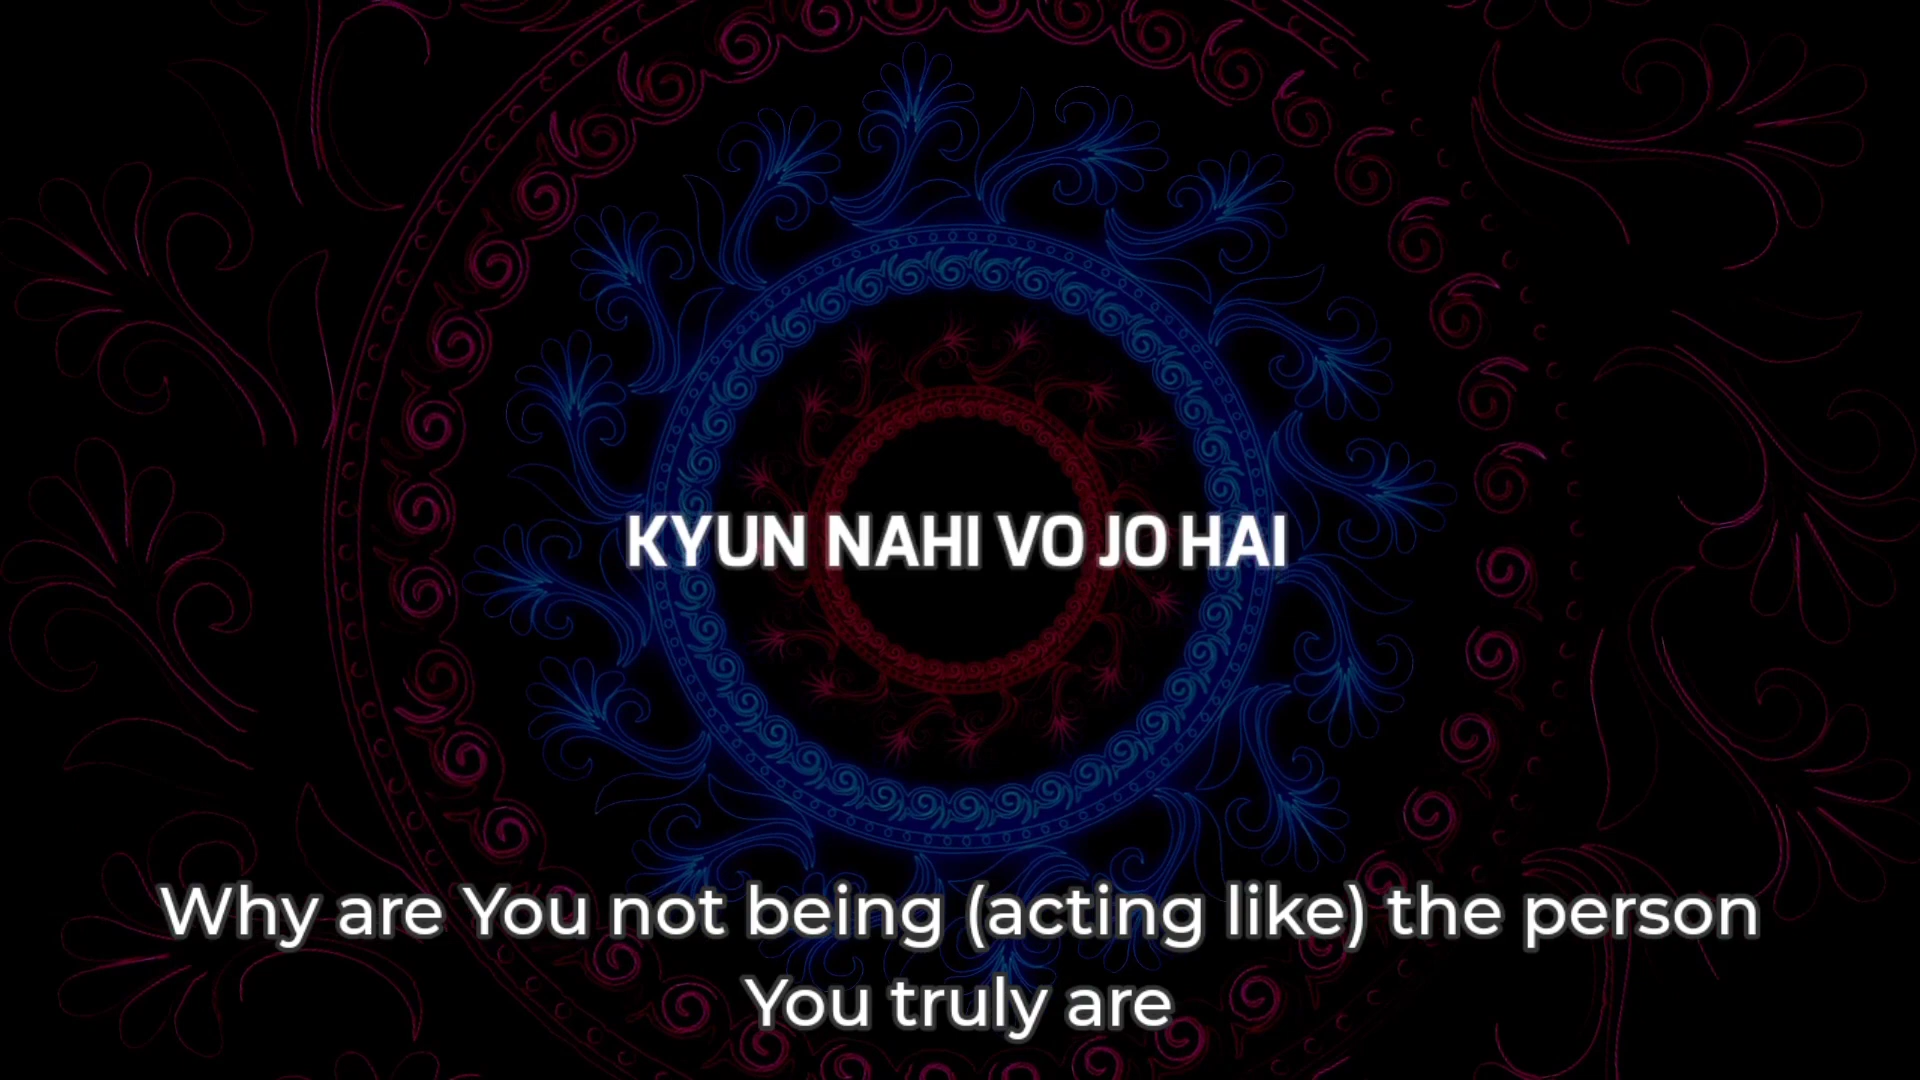 KYUN NAHI VO JO HAI
Why are You not being (acting like) the person
You truly are